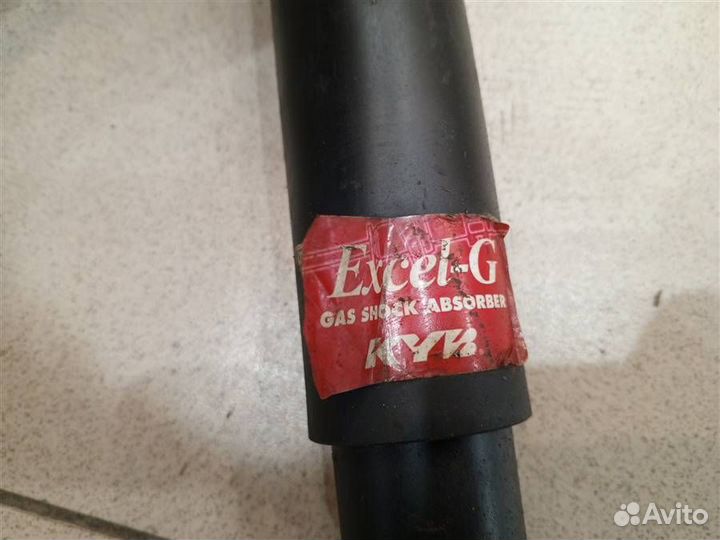 Excel-G
GAS SHOCK ABSORBER
KYB
Avito